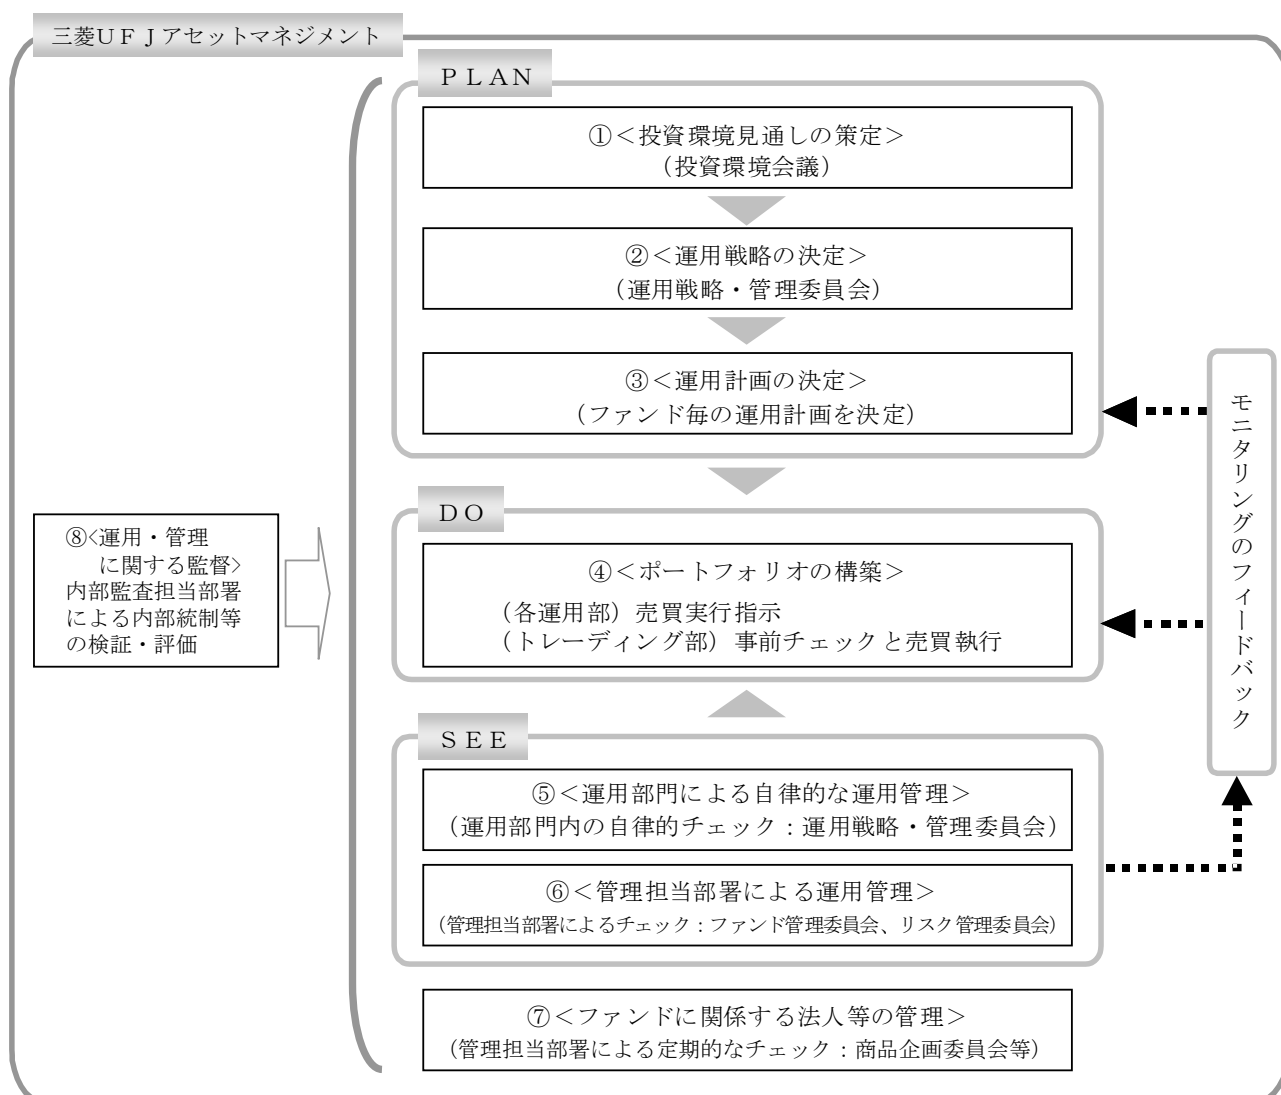 三菱ＵＦＪアセットマネジメント
ＰＬＡＮ
①＜投資環境見通しの策定＞
（投資環境会議）
②＜運用戦略の決定＞
（運用戦略・管理委員会）
③＜運用計画の決定＞
（ファンド毎の運用計画を決定）
ＤＯ
④＜ポートフォリオの構築＞
（各運用部）売買実行指示
（トレーディング部）事前チェックと売買執行
ＳＥＥ
⑤＜運用部門による自律的な運用管理＞
（運用部門内の自律的チェック：運用戦略・管理委員会）
⑥＜管理担当部署による運用管理＞
（管理担当部署によるチェック：ファンド管理委員会、リスク管理委員会）
⑦＜ファンドに関係する法人等の管理＞
（管理担当部署による定期的なチェック：商品企画委員会等）
⑧<運用・管理
に関する監督>
内部監査担当部署
による内部統制等
の検証・評価
モニタリングのフィードバック